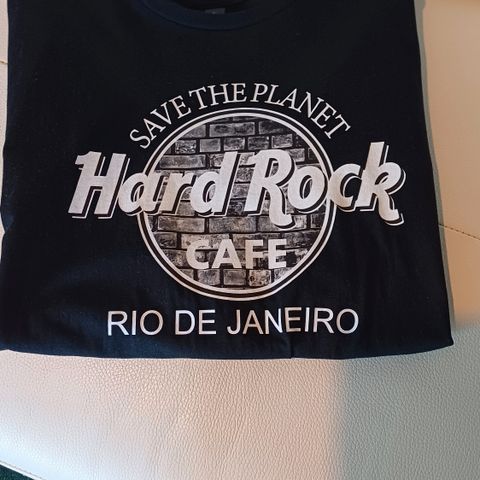 SAVE THE PLANET
Hard Rock
CAFE
RIO DE JANEIRO